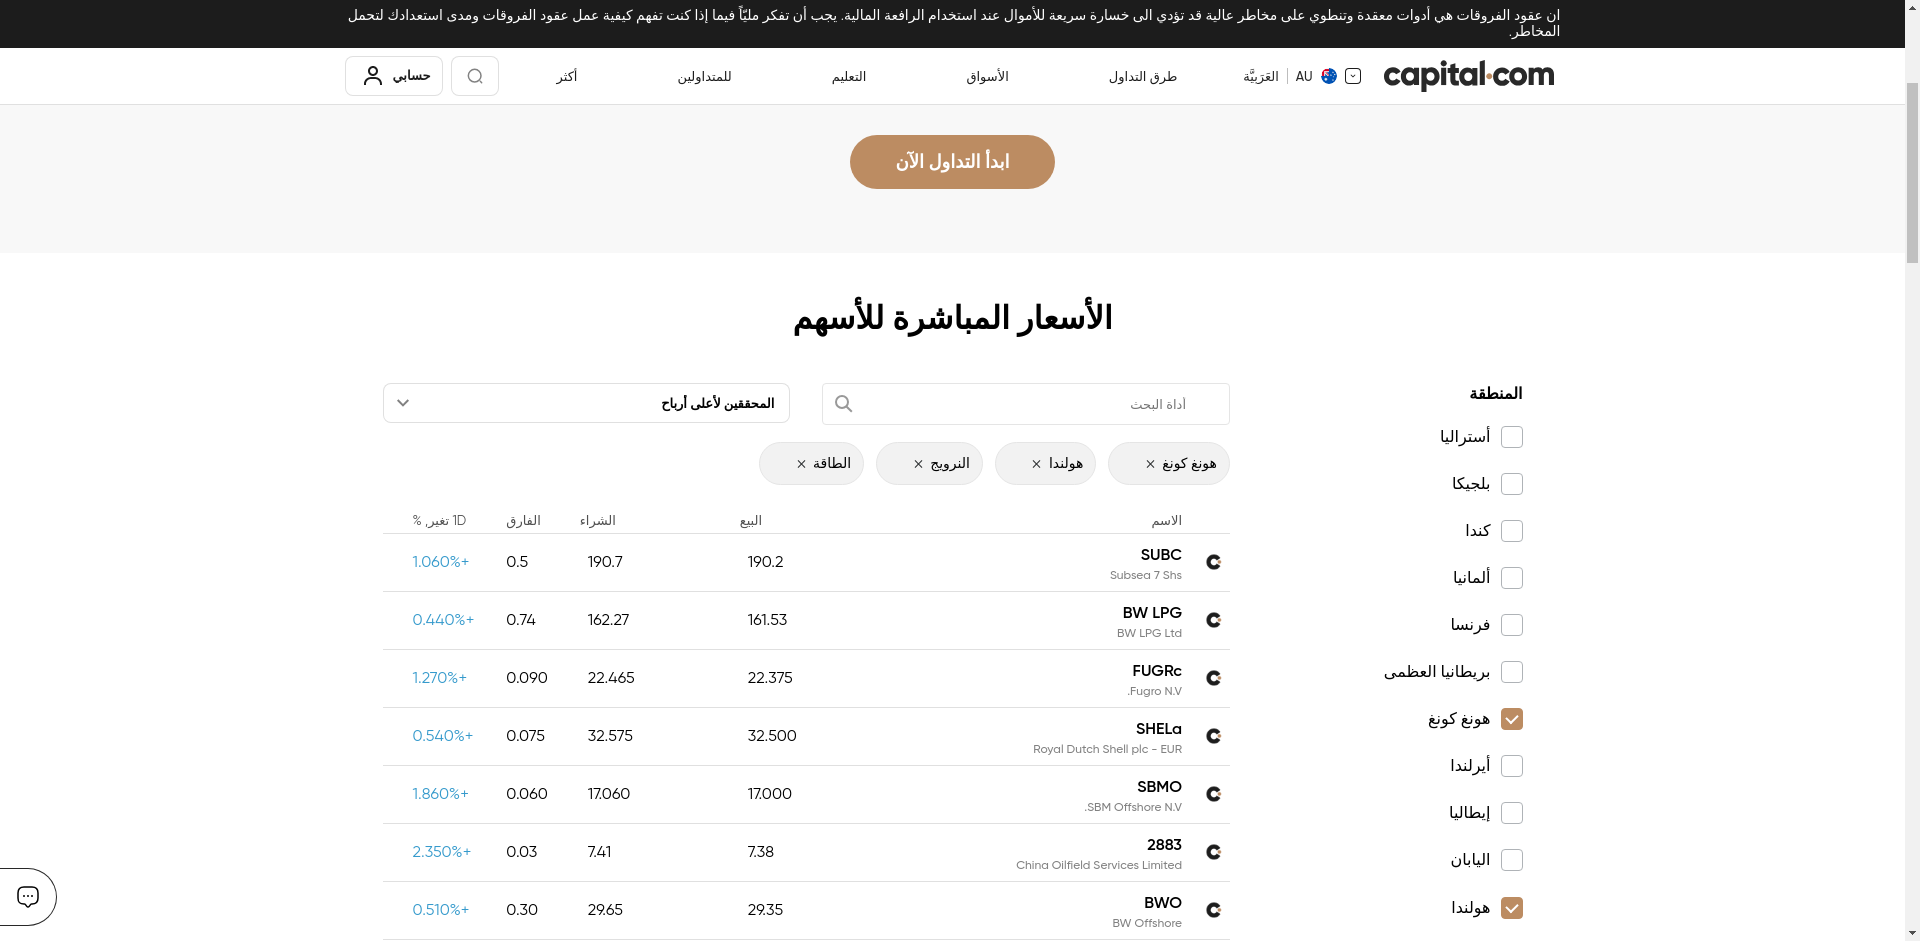 ان عقود الفروقات هي أدوات معقدة وتنطوي على مخاطر عالية قد تؤدي الى خسارة سريعة للأموال عند استخدام الرافعة المالية. يجب أن تفكر مليّاً فيما إذا كنت تفهم كيفية عمل عقود الفروقات ومدى استعدادك لتحمل
المخاطر.
capital.com
AU العَرَبِيَّة
طرق التداول
الأسواق
التعليم
للمتداولين
أكثر
حسابي
ابدأ التداول الآن
الأسعار المباشرة للأسهم
المنطقة
أستراليا
بلجيكا
كندا
ألمانيا
فرنسا
بريطانيا العظمى
هونغ كونغ
أيرلندا
إيطاليا
اليابان
هولندا
أداة البحث
المحققين لأعلى أرباح
هونغ كونغ
هولندا
النرويج
الطاقة
الاسم البيع الشراء الفارق 1D تغير, %
SUBC 190.2 190.7 0.5 1.060%+
Subsea 7 Shs
BW LPG 161.53 162.27 0.74 0.440%+
BW LPG Ltd
FUGRc 22.375 22.465 0.090 1.270%+
.Fugro N.V
SHELa 32.500 32.575 0.075 0.540%+
Royal Dutch Shell plc - EUR
SBMO 17.000 17.060 0.060 1.860%+
.SBM Offshore N.V
2883 7.38 7.41 0.03 2.350%+
China Oilfield Services Limited
BWO 29.35 29.65 0.30 0.510%+
BW Offshore